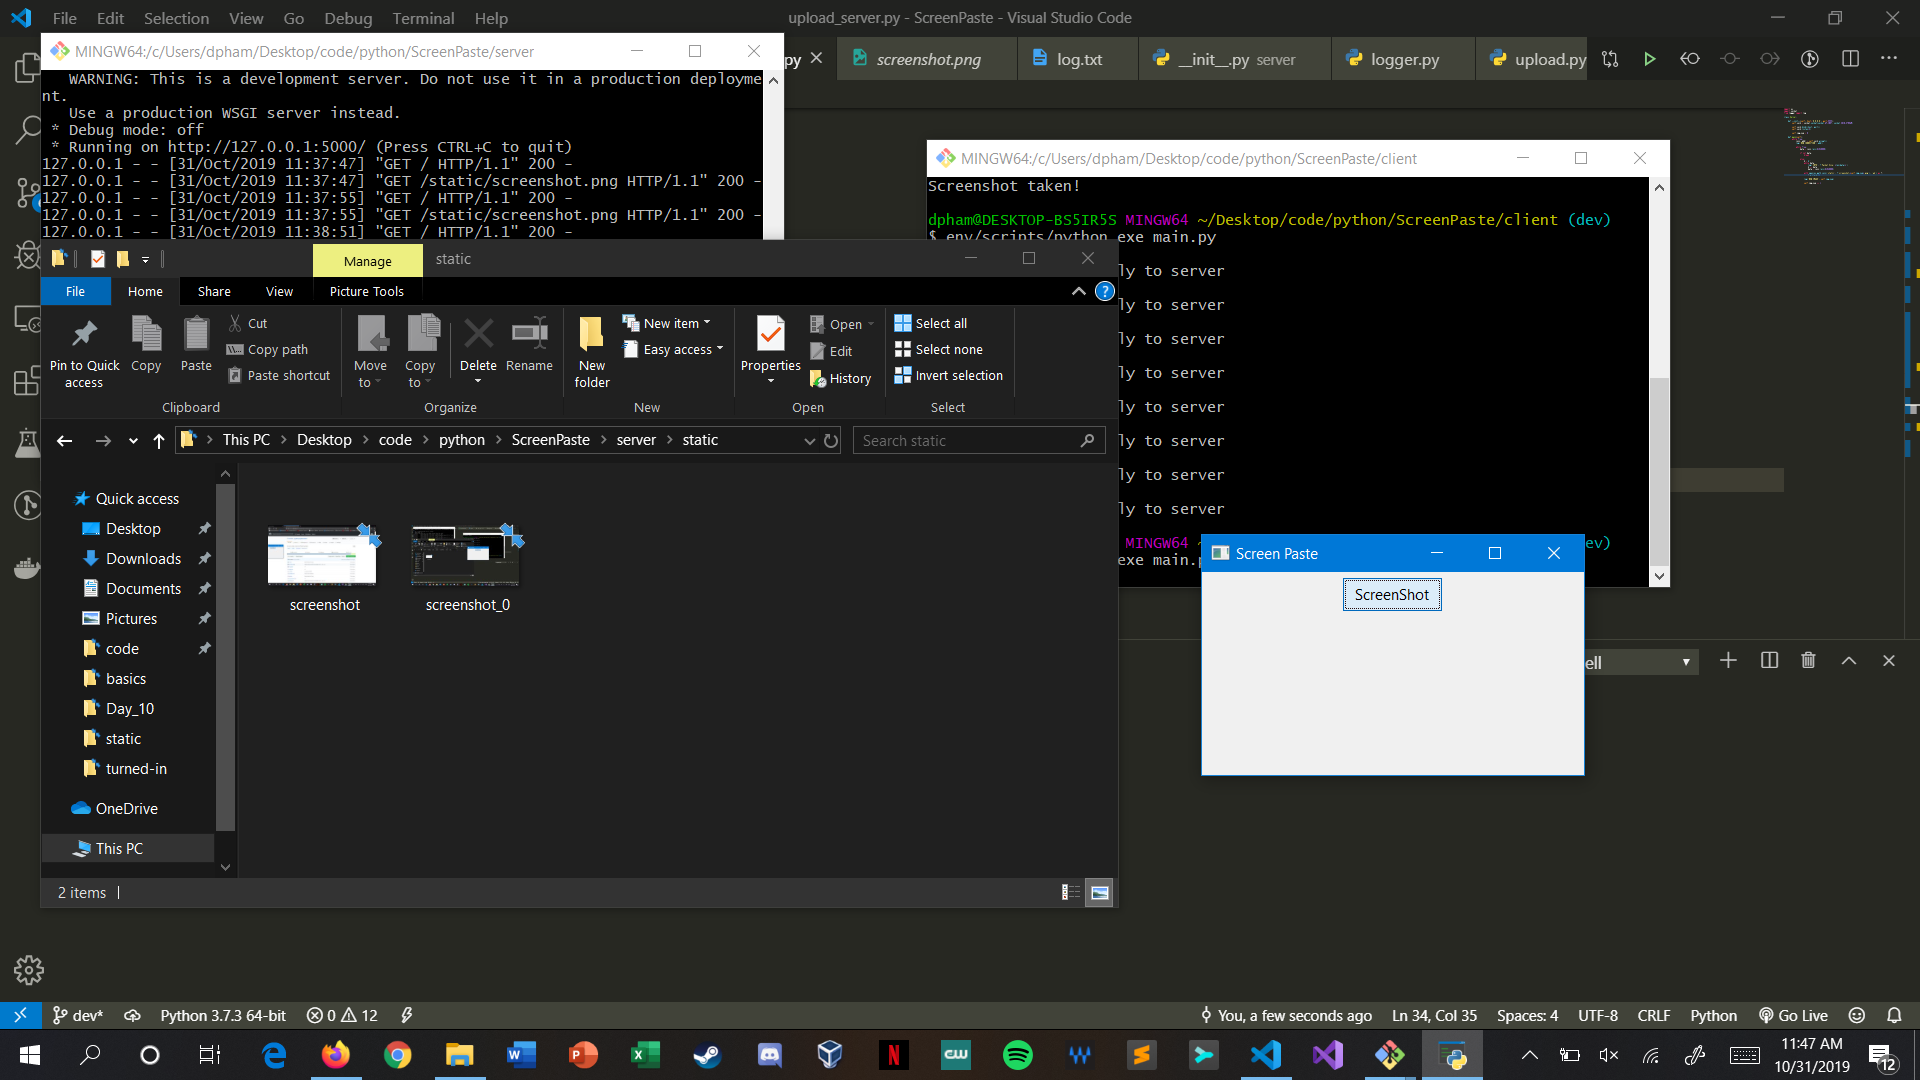 File Edit Selection View Go Debug Terminal Help
upload_server.py - ScreenPaste - Visual Studio Code
MINGW64:/c/Users/dpham/Desktop/code/python/ScreenPaste/server
WARNING: This is a development server. Do not use it in a production deployme
nt.
Use a production WSGI server instead.
* Debug mode: off
* Running on http://127.0.0.1:5000/ (Press CTRL+C to quit)
127.0.0.1 - - [31/Oct/2019 11:37:47] "GET / HTTP/1.1" 200 -
127.0.0.1 - - [31/Oct/2019 11:37:47] "GET /static/screenshot.png HTTP/1.1" 200 -
127.0.0.1 - - [31/Oct/2019 11:37:55] "GET / HTTP/1.1" 200 -
127.0.0.1 - - [31/Oct/2019 11:37:55] "GET /static/screenshot.png HTTP/1.1" 200 -
127.0.0.1 - - [31/Oct/2019 11:38:51] "GET / HTTP/1.1" 200 -
py screenshot.png log.txt __init__.py server logger.py upload.py
MINGW64:/c/Users/dpham/Desktop/code/python/ScreenPaste/client
Screenshot taken!
dpham@DESKTOP-BS5IR5S MINGW64 ~/Desktop/code/python/ScreenPaste/client (dev)
$ env/scripts/python exe main.py
ly to server
ly to server
ly to server
ly to server
ly to server
ly to server
ly to server
ly to server
MINGW64 ~ ev)
exe main.p
Manage static
File Home Share View Picture Tools
Pin to Quick access
Copy
Paste
Cut
Copy path
Paste shortcut
Clipboard
Move to
Copy to
Delete
Rename
Organize
New folder
New item
Easy access
New
Properties
Open
Edit
History
Open
Select all
Select none
Invert selection
Select
This PC Desktop code python ScreenPaste server static
Search static
Quick access
Desktop
Downloads
Documents
Pictures
code
basics
Day_10
static
turned-in
OneDrive
This PC
screenshot
screenshot_0
2 items
Screen Paste
ScreenShot
ell
dev* Python 3.7.3 64-bit 0 12
You, a few seconds ago Ln 34, Col 35 Spaces: 4 UTF-8 CRLF Python Go Live
11:47 AM
10/31/2019
12